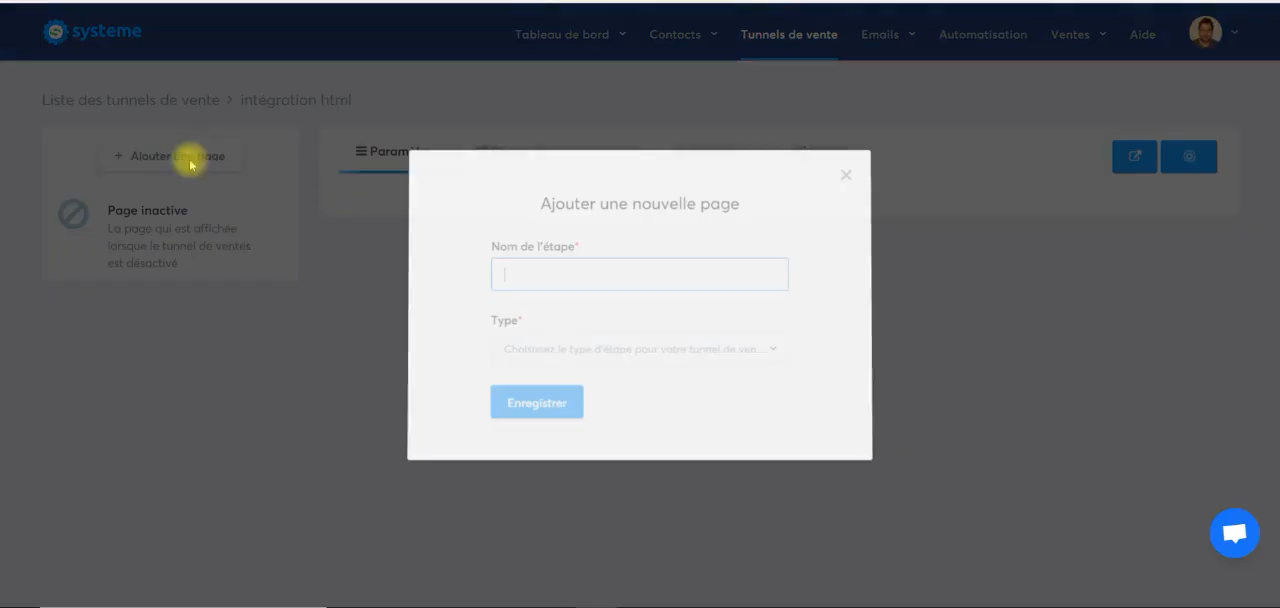 systeme
Tableau de bord
Contacts
Tunnels de vente
Emails
Automatisation
Ventes
Aide
Liste des tunnels de vente > intégration html
+ Ajouter une page
Page inactive
La page qui est affichée
lorsque le tunnel de ventes
est désactivé
Ajouter une nouvelle page
Nom de l'étape*
Type*
Choisissez le type d'étape pour votre tunnel de ven...
Enregistrer